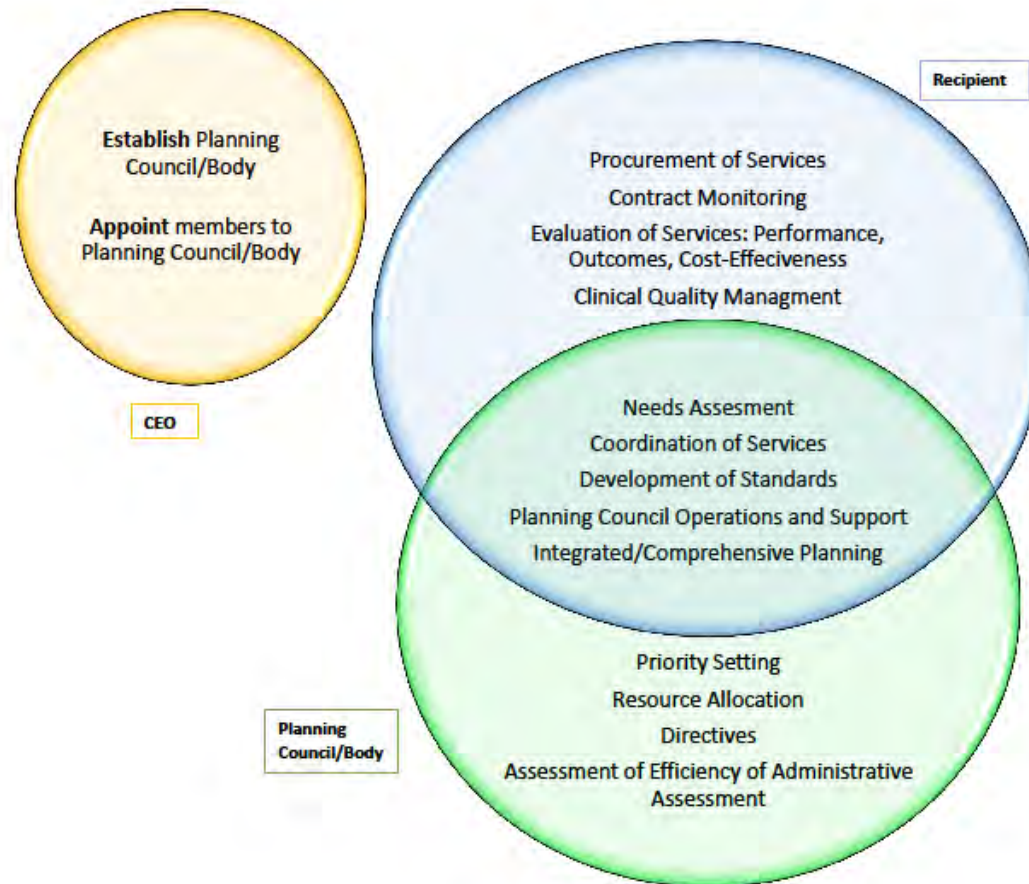 Recipient
Establish Planning
Council/Body
Appoint members to
Planning Council/Body
CEO
Procurement of Services
Contract Monitoring
Evaluation of Services: Performance,
Outcomes, Cost-Effeciveness
Clinical Quality Managment
Needs Assesment
Coordination of Services
Development of Standards
Planning Council Operations and Support
Integrated/Comprehensive Planning
Priority Setting
Resource Allocation
Directives
Assessment of Efficiency of Administrative
Assessment
Planning
Council/Body